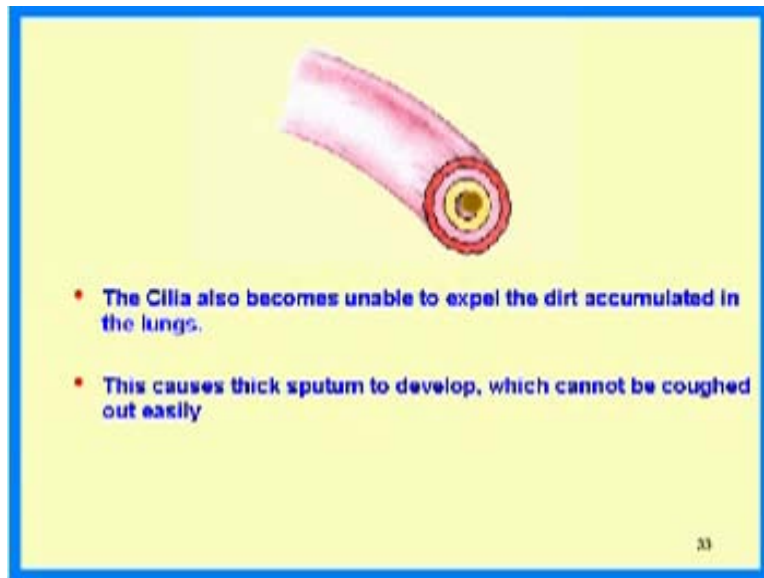 • The Cilia also becomes unable to expel the dirt accumulated in
the lungs.
• This causes thick sputum to develop, which cannot be coughed
out easily
33